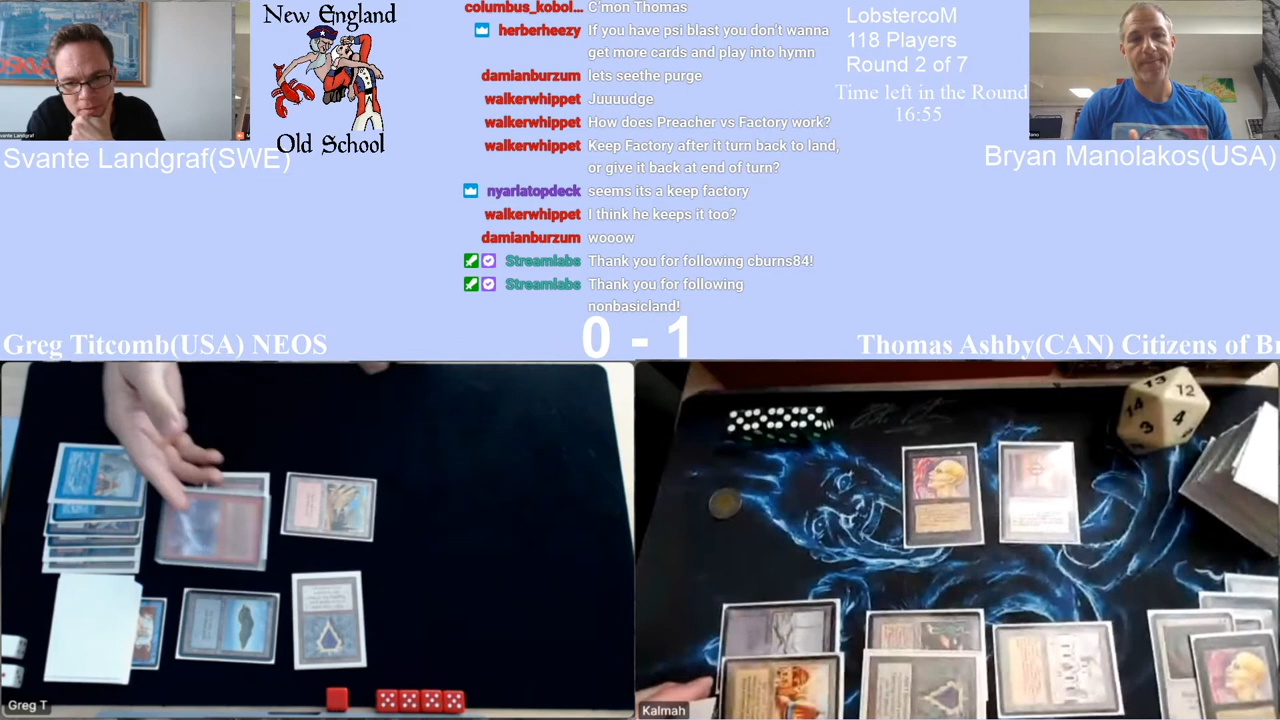 New England
Old School
Svante Landgraf(SWE)
columbus_kobol... C'mon Thomas
herberheezy If you have psi blast you don't wanna
get more cards and play into hymn
damianburzum lets seethe purge
walkerwhippet Juuuudge
walkerwhippet How does Preacher vs Factory work?
walkerwhippet Keep Factory after it turn back to land,
or give it back at end of turn?
nyarlatopdeck seems its a keep factory
walkerwhippet I think he keeps it too?
damianburzum wooow
Streamlabs Thank you for following cburns84!
Streamlabs Thank you for following
nonbasicland!
LobstercoM
118 Players
Round 2 of 7
Time left in the Round
16:55
Bryan Manolakos(USA)
Greg Titcomb(USA) NEOS
0 - 1
Thomas Ashby(CAN) Citizens of Br
13
12
14
4
3
Greg T
Kalmah